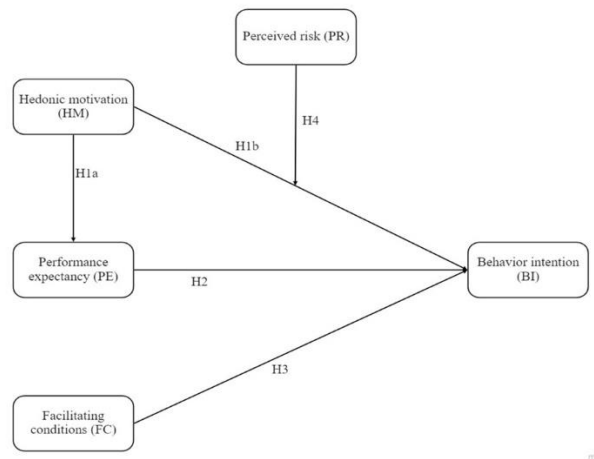 Perceived risk (PR)
Hedonic motivation
(HM)
H4
H1b
H1a
Performance
expectancy (PE)
Behavior intention
(BI)
H2
H3
Facilitating
conditions (FC)